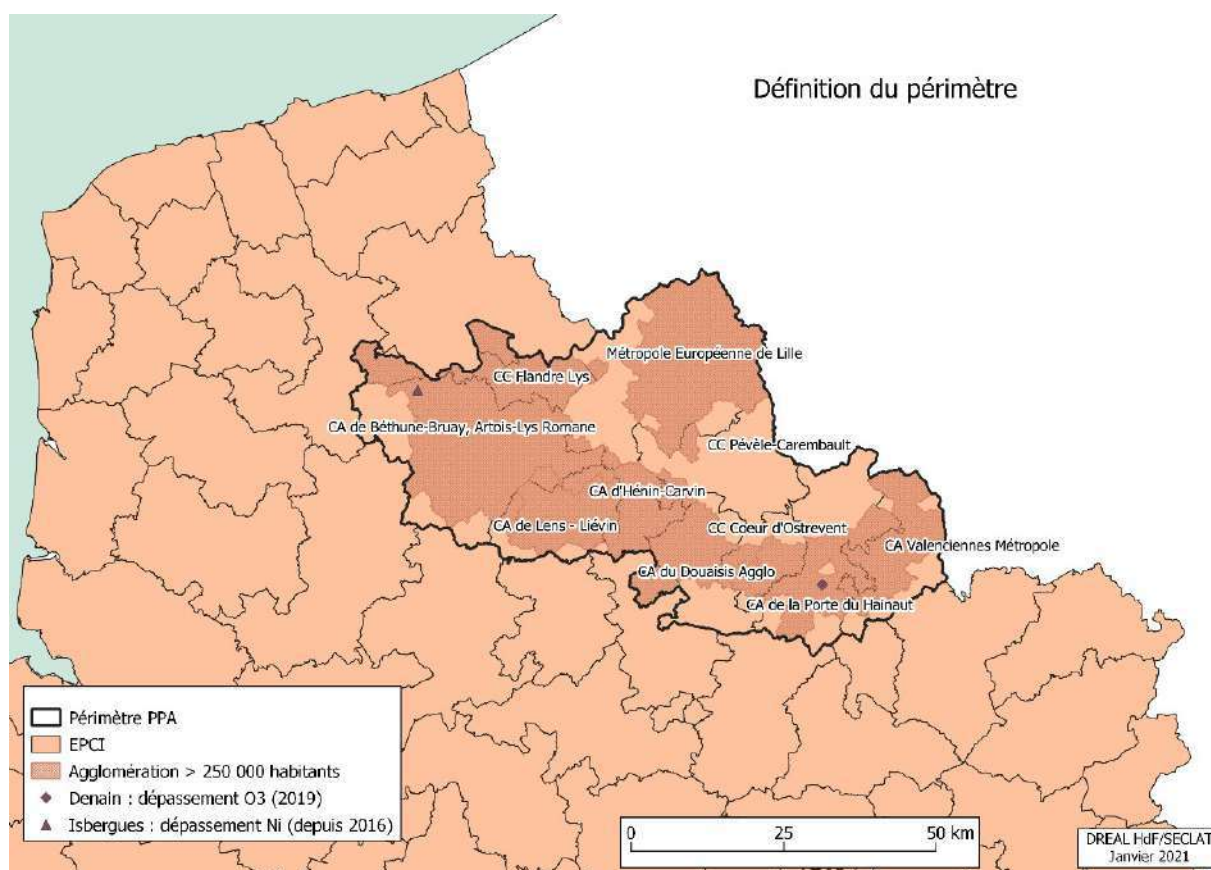 Définition du périmètre
Métropole Européenne de Lille
CC Flandre Lys
CA de Béthune-Bruay, Artois-Lys Romane
CC Pévèle-Carembault
CA d'Hénin-Carvin
CA de Lens - Liévin
CC Coeur d'Ostrevent
CA Valenciennes Métropole
CA du Douaisis Agglo
CA de la Porte du Hainaut
Périmètre PPA
EPCI
Agglomération > 250 000 habitants
Denain : dépassement O3 (2019)
Isbergues : dépassement Ni (depuis 2016)
0 25 50 km
DREAL HdF/SECLAT
Janvier 2021